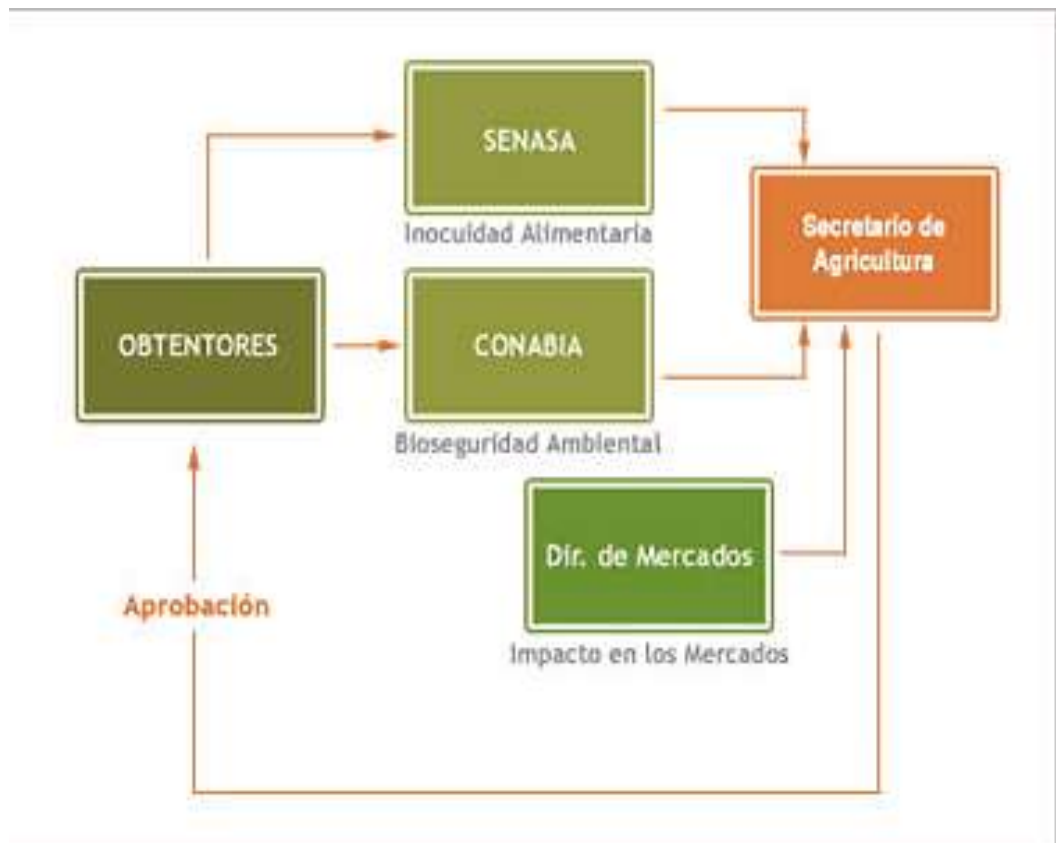 SENASA
Inocuidad Alimentaria
Secretario de
Agricultura
OBTENTORES
CONABIA
Bioseguridad Ambiental
Dir. de Mercados
Impacto en los Mercados
Aprobación